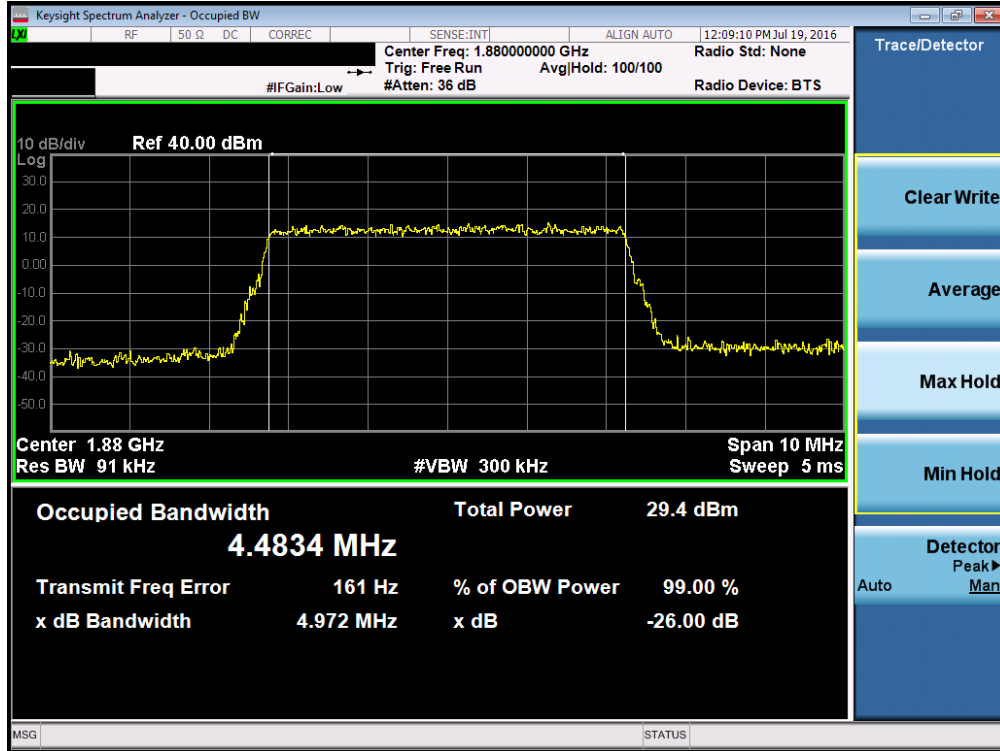 Keysight Spectrum Analyzer - Occupied BW
LXI RF 50 Ω DC CORREC SENSE:INT ALIGN AUTO 12:09:10 PM Jul 19, 2016
Center Freq: 1.880000000 GHz Radio Std: None
Trig: Free Run Avg|Hold: 100/100
#IFGain:Low #Atten: 36 dB Radio Device: BTS
Trace/Detector
10 dB/div Ref 40.00 dBm
Log
30.0
20.0
10.0
0.00
-10.0
-20.0
-30.0
-40.0
-50.0
Center 1.88 GHz Span 10 MHz
Res BW 91 kHz #VBW 300 kHz Sweep 5 ms
Occupied Bandwidth Total Power 29.4 dBm
4.4834 MHz
Transmit Freq Error 161 Hz % of OBW Power 99.00 %
x dB Bandwidth 4.972 MHz x dB -26.00 dB
Clear Write
Average
Max Hold
Min Hold
Detector
Peak▶
Auto Man
MSG STATUS